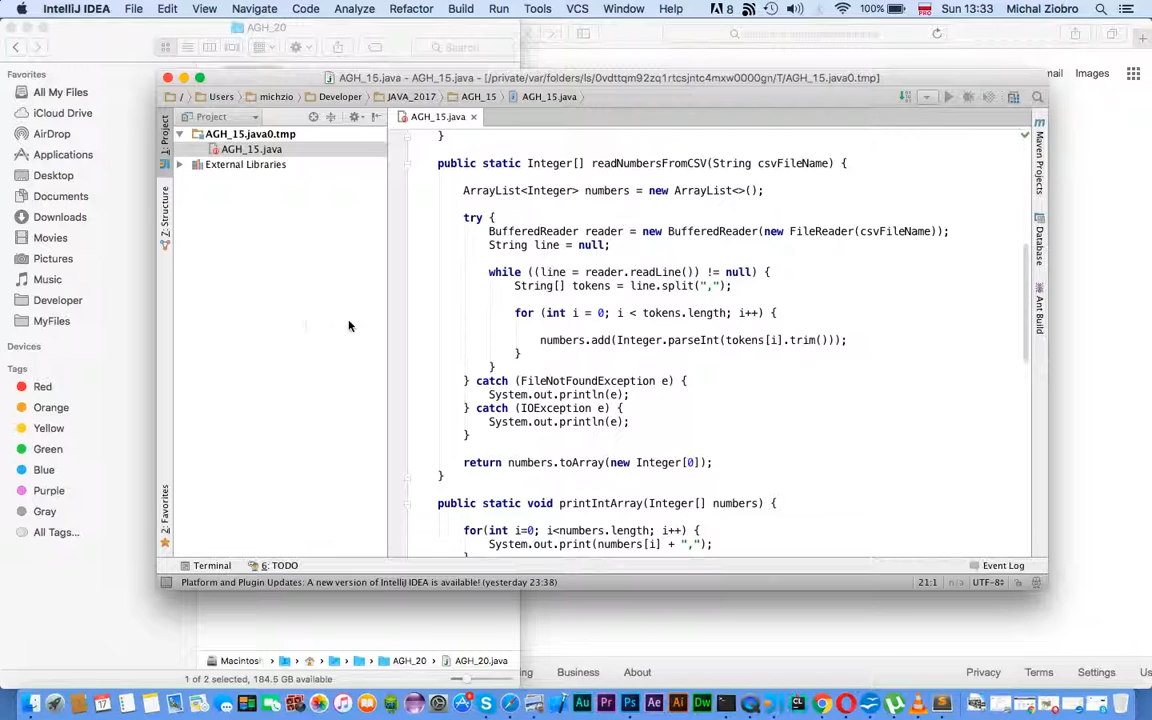 IntelliJ IDEA File Edit View Navigate Code Analyze Refactor Build Run Tools VCS Window Help 8 100% Sun 13:33 Michal Ziobro
AGH_20
Search
Favorites
All My Files
iCloud Drive
AirDrop
Applications
Desktop
Documents
Downloads
Movies
Pictures
Music
Developer
MyFiles
Devices
Tags
Red
Orange
Yellow
Green
Blue
Purple
Gray
All Tags...
Macintosh AGH_20 AGH_20.java
1 of 2 selected, 184.5 GB available
AGH_15.java - AGH_15.java - [/private/var/folders/ls/0vdttqm92zq1rtcsjntc4mxw0000gn/T/AGH_15.java0.tmp]
/ Users michzio Developer JAVA_2017 AGH_15 AGH_15.java
1: Project
Z: Structure
2: Favorites
Project
AGH_15.java0.tmp
AGH_15.java
External Libraries
AGH_15.java
}
public static Integer[] readNumbersFromCSV(String csvFileName) {
ArrayList<Integer> numbers = new ArrayList<>();
try {
BufferedReader reader = new BufferedReader(new FileReader(csvFileName));
String line = null;
while ((line = reader.readLine()) != null) {
String[] tokens = line.split(",");
for (int i = 0; i < tokens.length; i++) {
numbers.add(Integer.parseInt(tokens[i].trim()));
}
}
} catch (FileNotFoundException e) {
System.out.println(e);
} catch (IOException e) {
System.out.println(e);
}
return numbers.toArray(new Integer[0]);
}
public static void printIntArray(Integer[] numbers) {
for(int i=0; i<numbers.length; i++) {
System.out.print(numbers[i] + ",");
Maven Projects
Database
Ant Build
Terminal 6: TODO Event Log
Platform and Plugin Updates: A new version of IntelliJ IDEA is available! (yesterday 23:38) 21:1 n/a UTF-8
Images
Business About Privacy Terms Settings